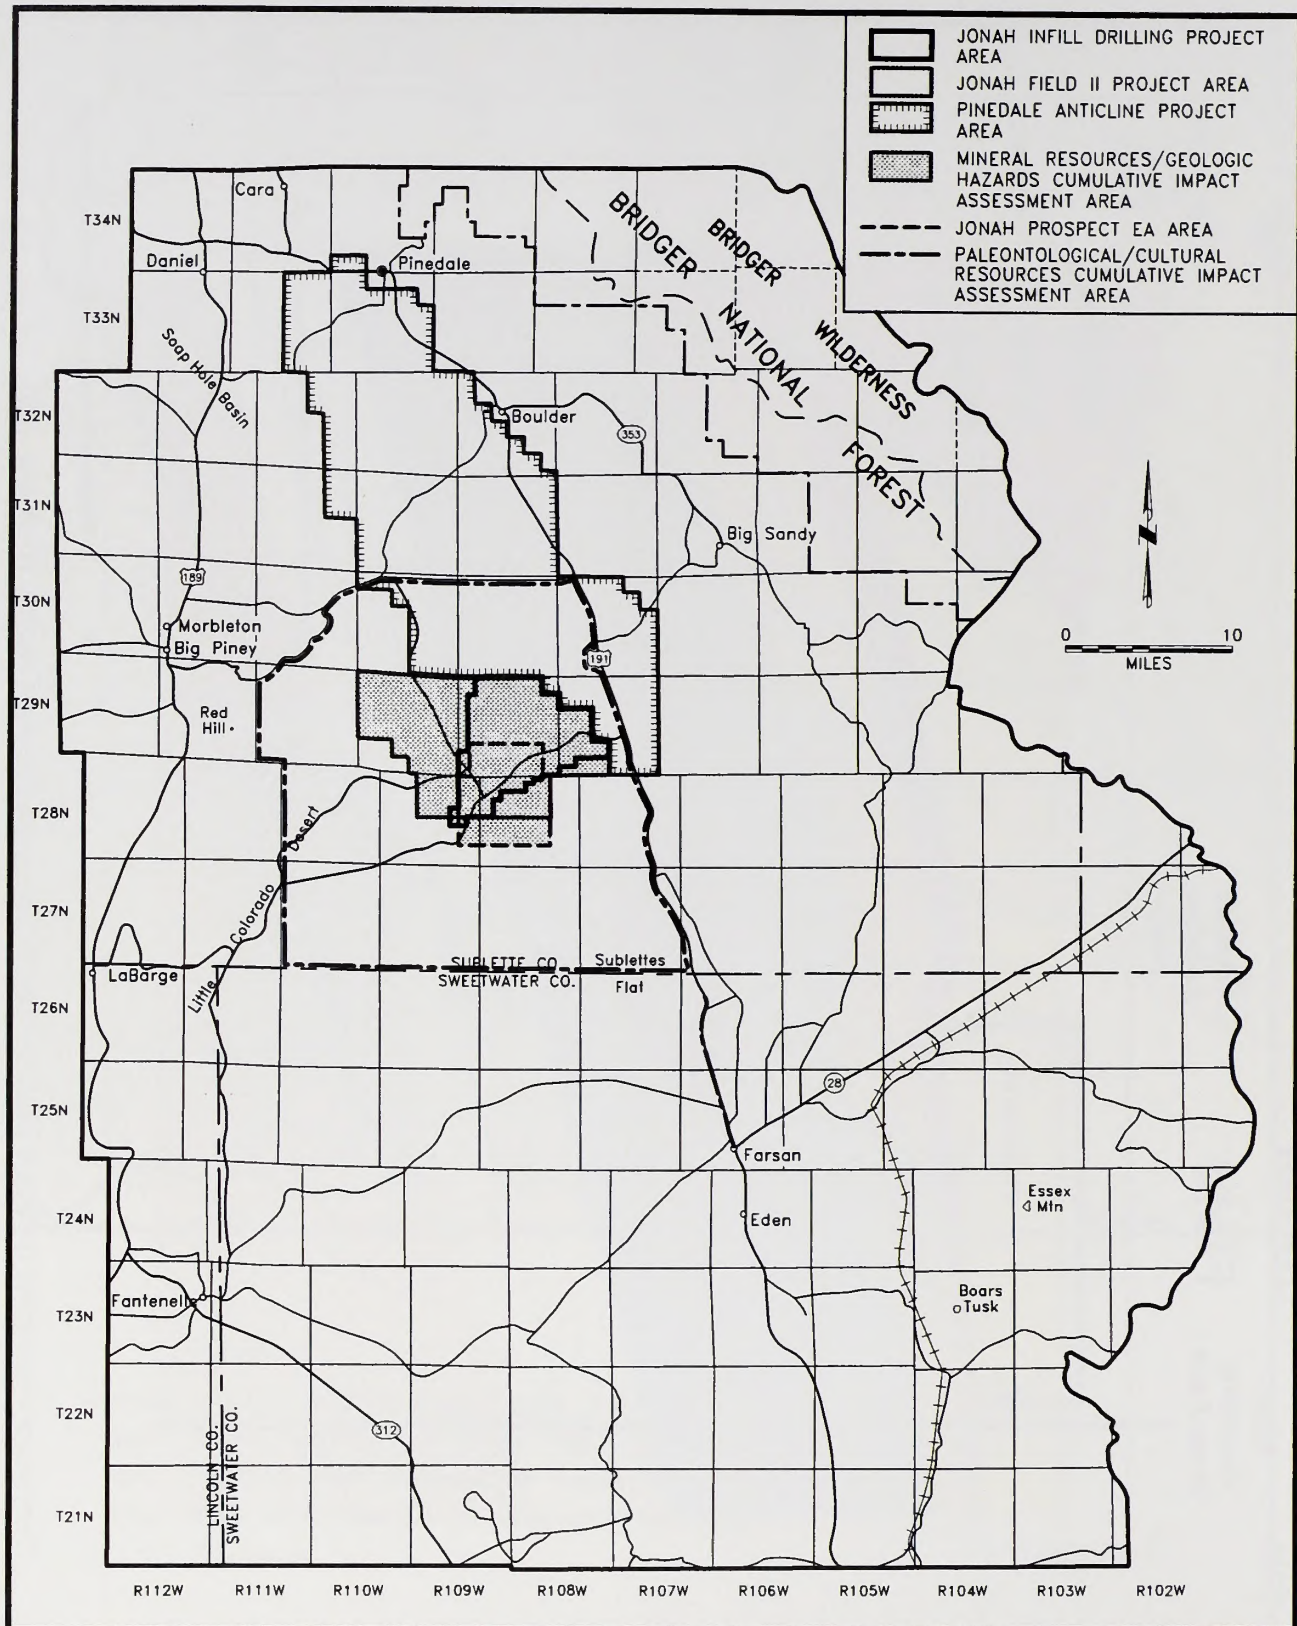 JONAH INFILL DRILLING PROJECT
AREA
JONAH FIELD II PROJECT AREA
PINEDALE ANTICLINE PROJECT
AREA
MINERAL RESOURCES/GEOLOGIC
HAZARDS CUMULATIVE IMPACT
ASSESSMENT AREA
JONAH PROSPECT EA AREA
PALEONTOLOGICAL/CULTURAL
RESOURCES CUMULATIVE IMPACT
ASSESSMENT AREA
Cora
T34N
BRIDGER
NATIONAL
FOREST
BRIDGER
WILDERNESS
Daniel
Pinedale
T33N
Soap Hole
Basin
T32N
Boulder
353
T31N
Big Sandy
189
T30N
Marbleton
Big Piney
191
0
10
MILES
T29N
Red
Hill
T28N
Little Colorado Desert
T27N
LaBarge
SUBLETTE CO.
SWEETWATER CO.
Sublettes
Flat
T26N
28
T25N
Farson
Essex
Mtn
T24N
Eden
Fontenelle
Boars
Tusk
T23N
T22N
312
LINCOLN CO.
SWEETWATER CO.
T21N
R112W
R111W
R110W
R109W
R108W
R107W
R106W
R105W
R104W
R103W
R102W